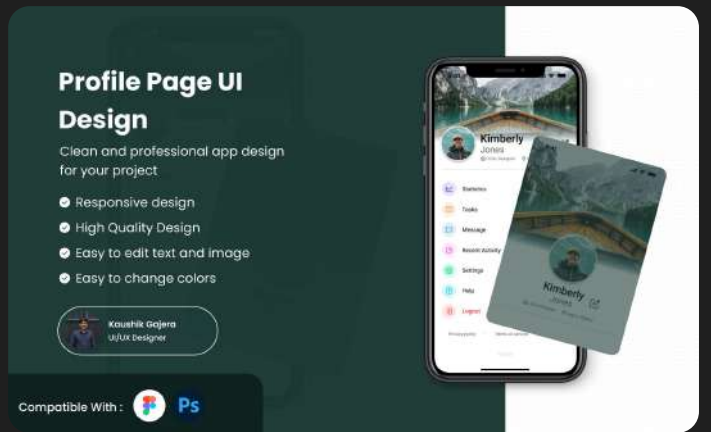 Profile Page UI
Design
Clean and professional app design
for your project
Responsive design
High Quality Design
Easy to edit text and image
Easy to change colors
Kaushik Gajera
UI/UX Designer
Compatible With :
Ps
Kimberly
Jones
Statistics
Tasks
Message
Recent Activity
Settings
Help
Logout
Kimberly
Jones